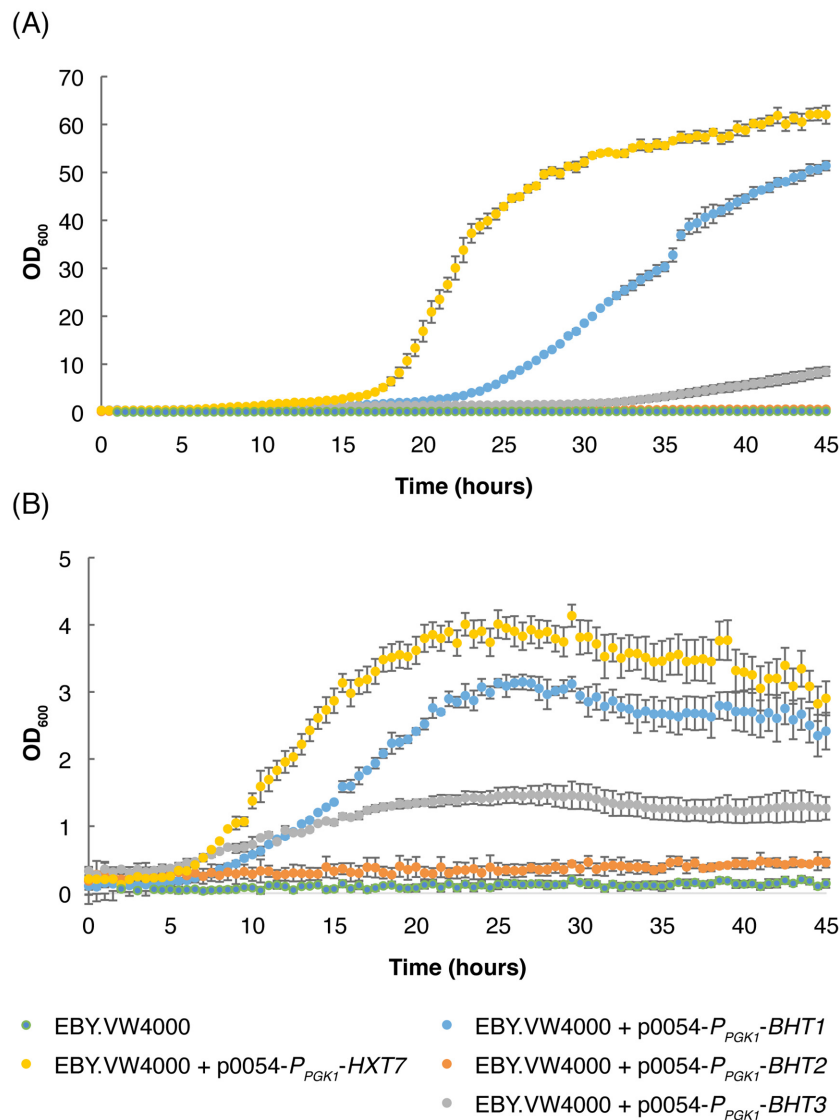 (A)
70
60
50
40
30
20
10
0
OD600
0 5 10 15 20 25 30 35 40 45
Time (hours)
(B)
5
4
3
2
1
0
OD600
0 5 10 15 20 25 30 35 40 45
Time (hours)
EBY.VW4000
EBY.VW4000 + p0054-PPGK1-HXT7
EBY.VW4000 + p0054-PPGK1-BHT1
EBY.VW4000 + p0054-PPGK1-BHT2
EBY.VW4000 + p0054-PPGK1-BHT3